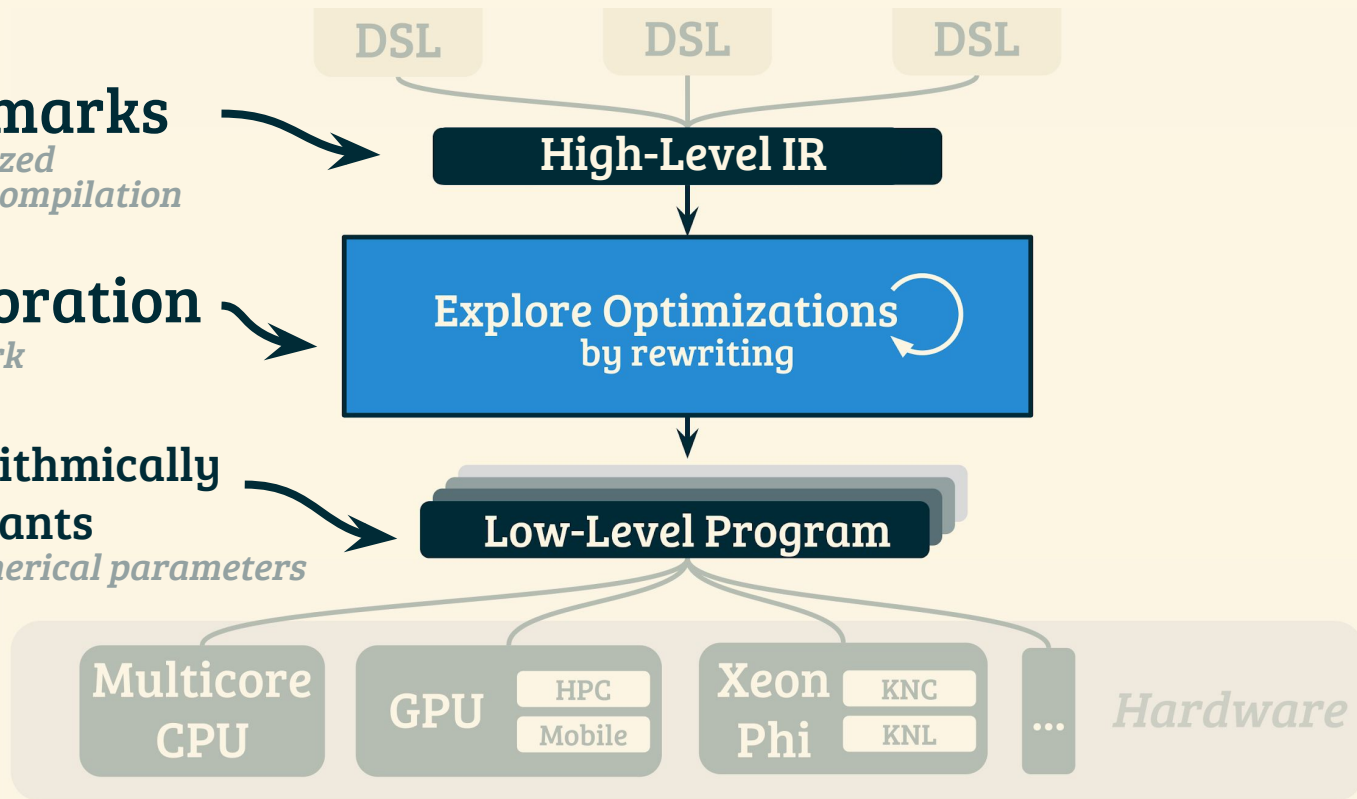 DSL DSL DSL
marks
zed
ompilation
High-Level IR
oration
rk
Explore Optimizations
by rewriting
ithmically
ants
nerical parameters
Low-Level Program
Multicore
CPU
GPU
HPC
Mobile
Xeon
Phi
KNC
KNL
...
Hardware